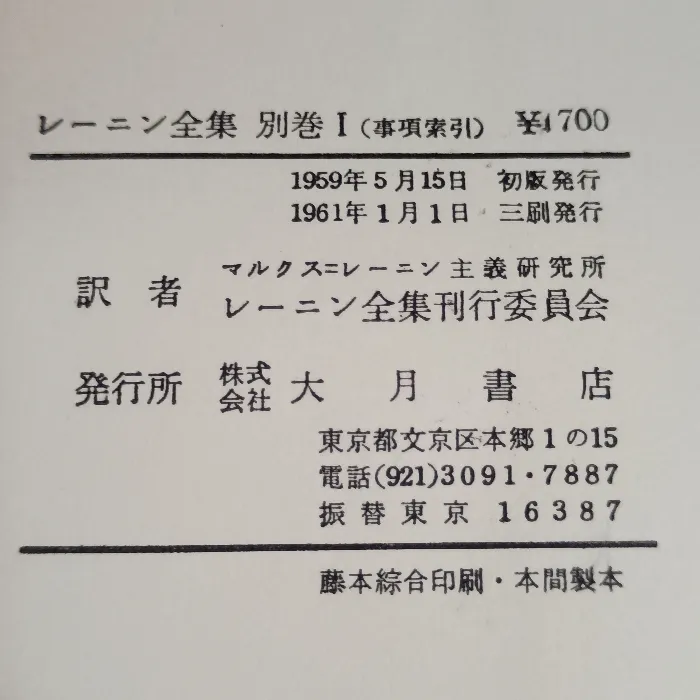 レーニン全集 別巻 I (事項索引) ¥1700
1959年5月15日 初版発行
1961年1月1日 三刷発行
訳者 マルクス=レーニン主義研究所
レーニン全集刊行委員会
発行所 株式会社 大月書店
東京都文京区本郷1の15
電話(921)3091・7887
振替東京 16387
藤本綜合印刷・本間製本